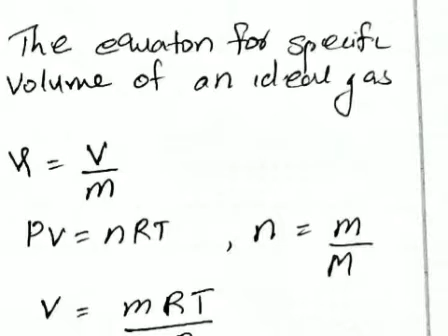 The equaton for specific
volume of an ideal gas
v = V/m
PV = nRT , n = m/M
V = mRT/